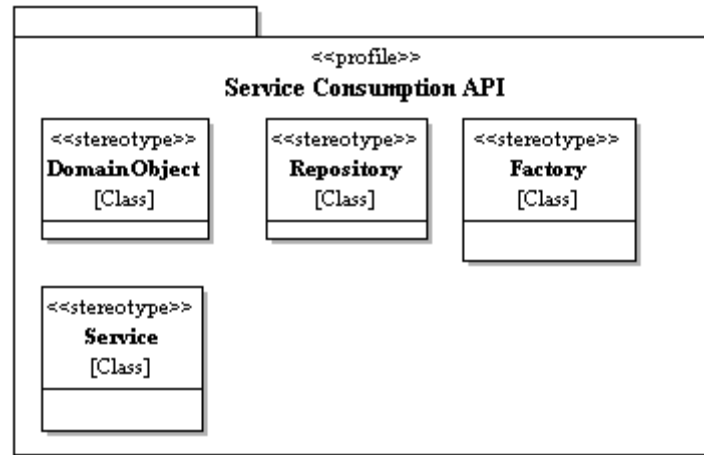 <<profile>>
Service Consumption API
<<stereotype>>
DomainObject
[Class]
<<stereotype>>
Repository
[Class]
<<stereotype>>
Factory
[Class]
<<stereotype>>
Service
[Class]